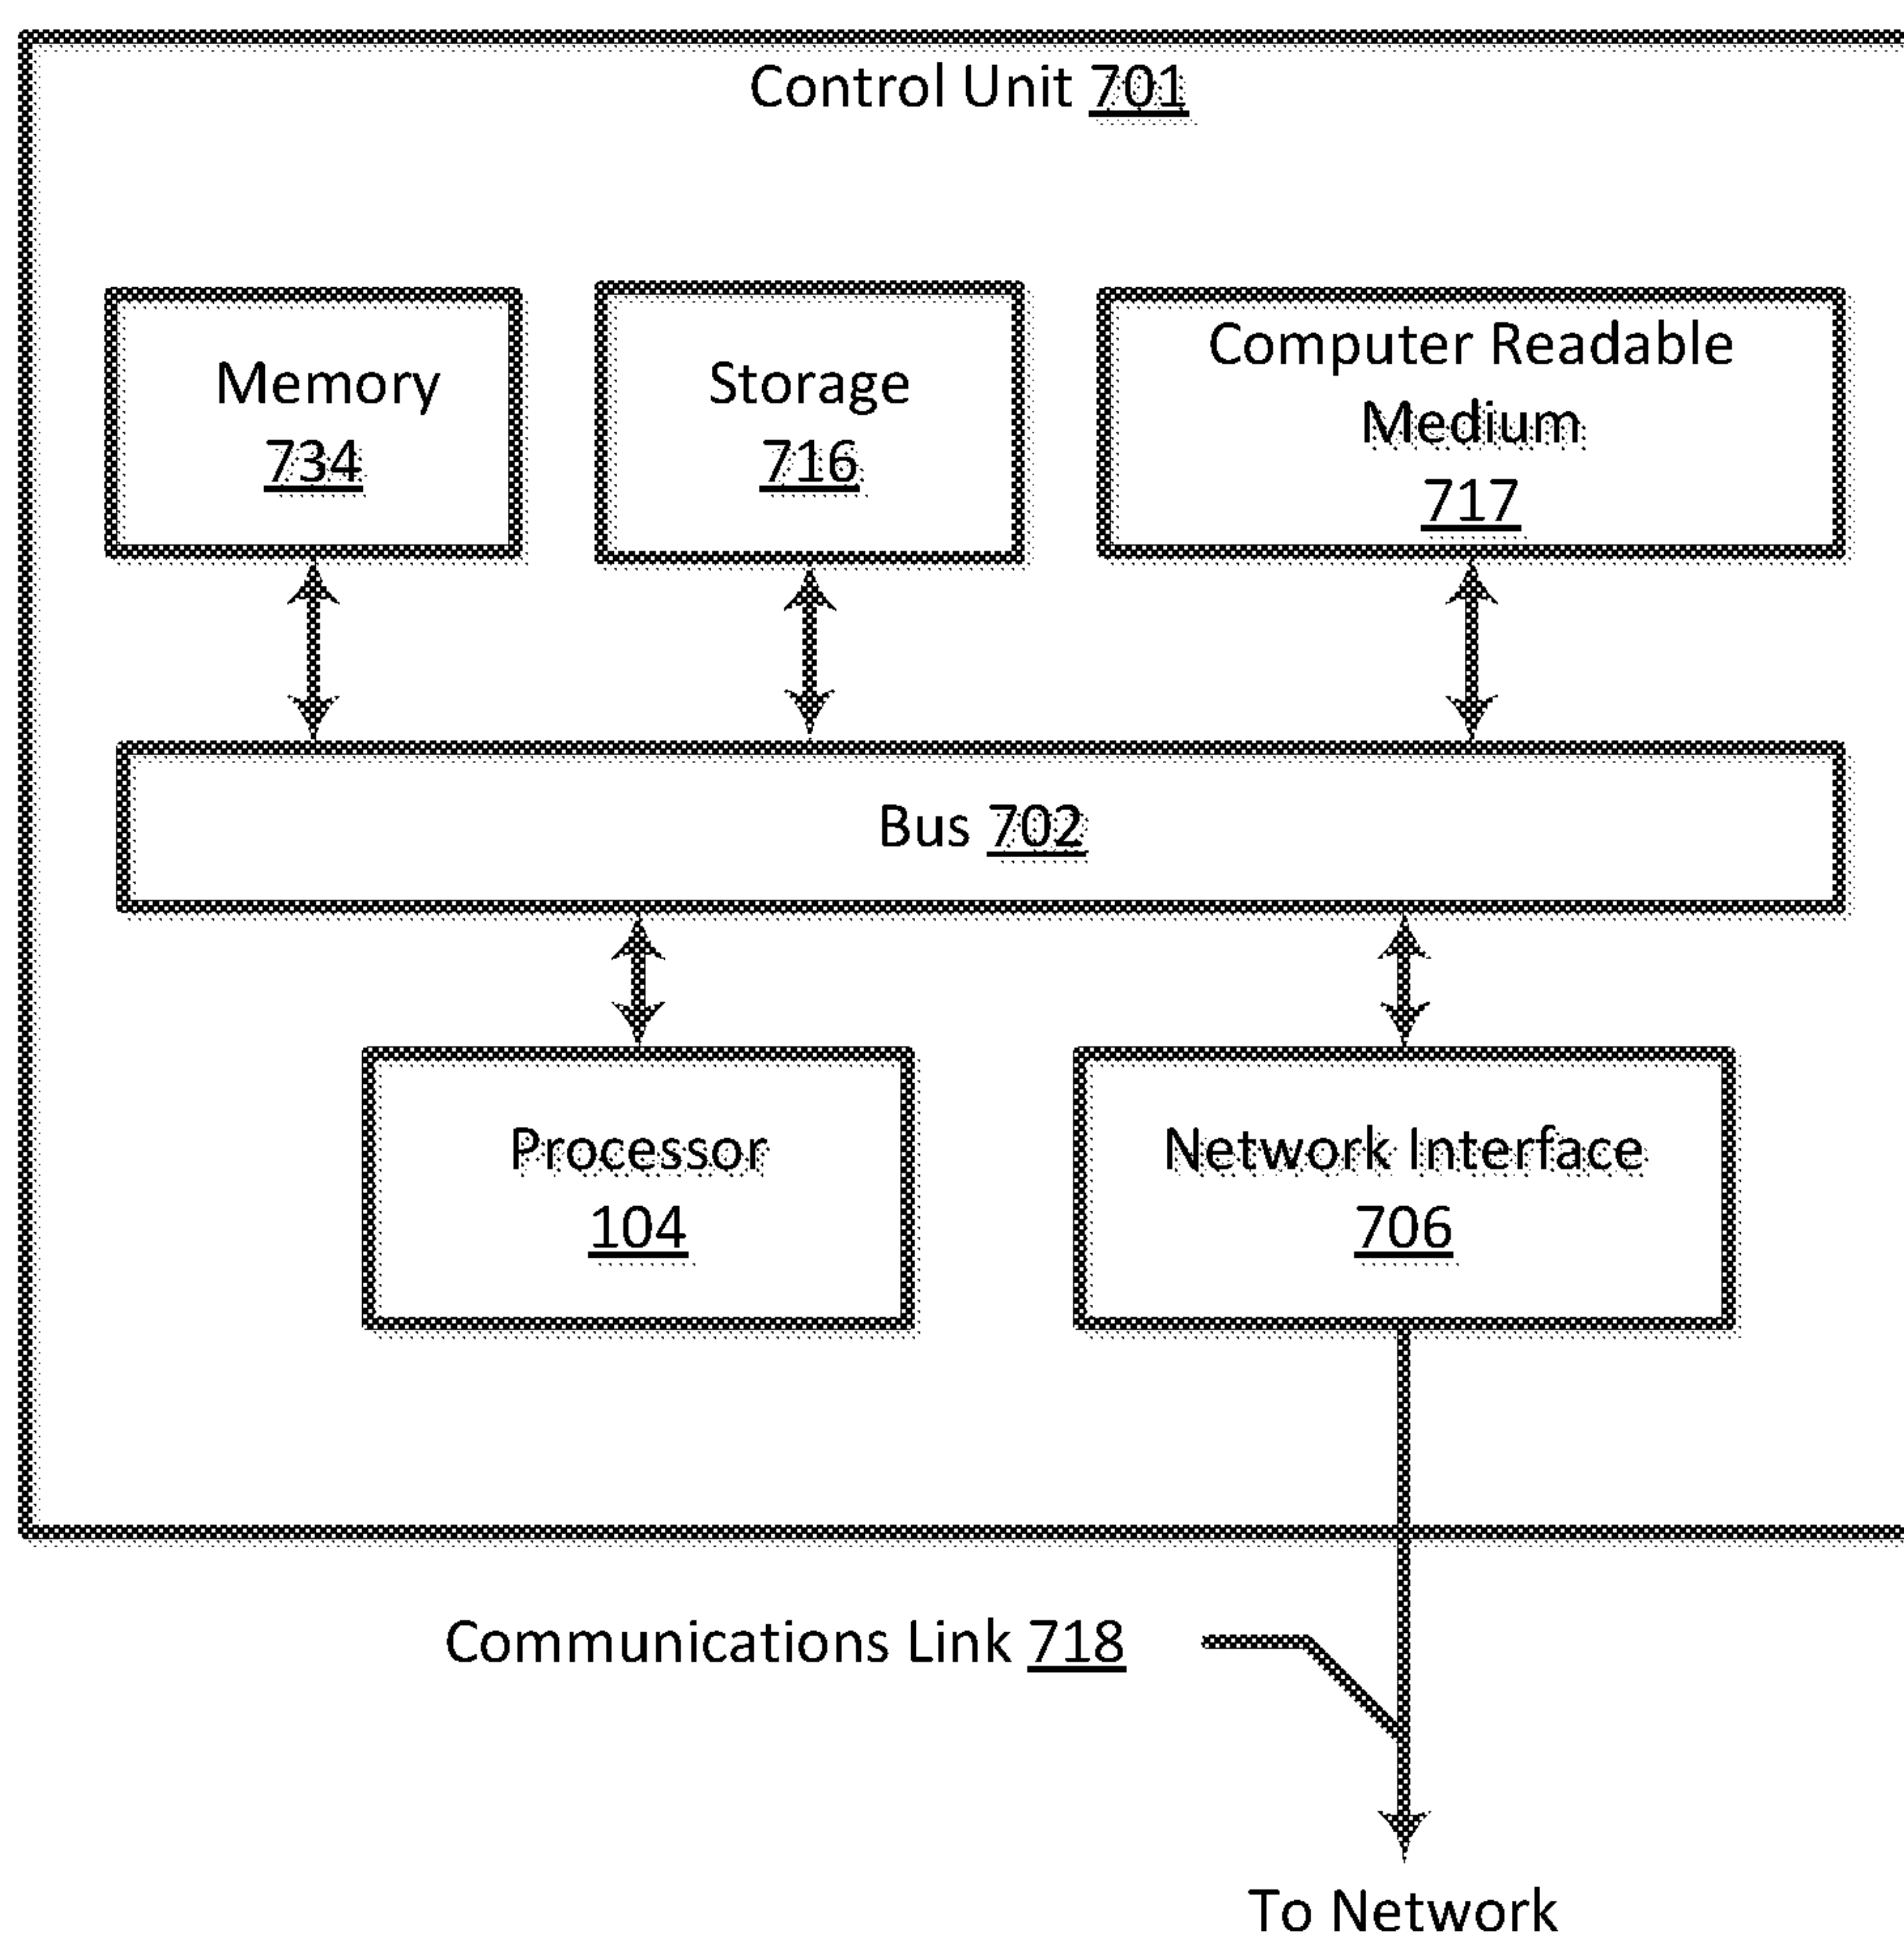 Control Unit 701
Memory
734
Storage
716
Computer Readable
Medium
717
Bus 702
Processor
104
Network Interface
706
Communications Link 718
To Network